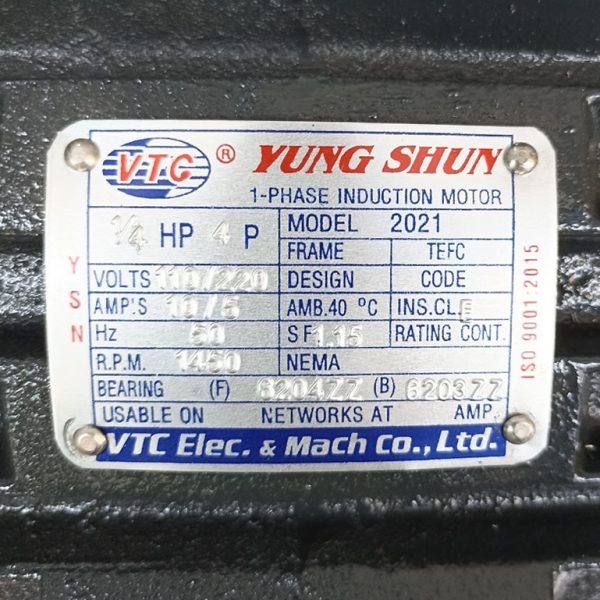 VTC ® YUNG SHUN
1-PHASE INDUCTION MOTOR
1/4 HP 4 P MODEL 2021
FRAME TEFC
VOLTS 110/220 DESIGN CODE
AMP'S 10/5 AMB.40 °C INS.CL.E
Hz 50 SF1.15 RATING CONT.
R.P.M. 1450 NEMA
BEARING (F) 6204ZZ (B) 6203ZZ
USABLE ON NETWORKS AT AMP.
VTC Elec. & Mach Co., Ltd.
YSN
ISO 9001:2015